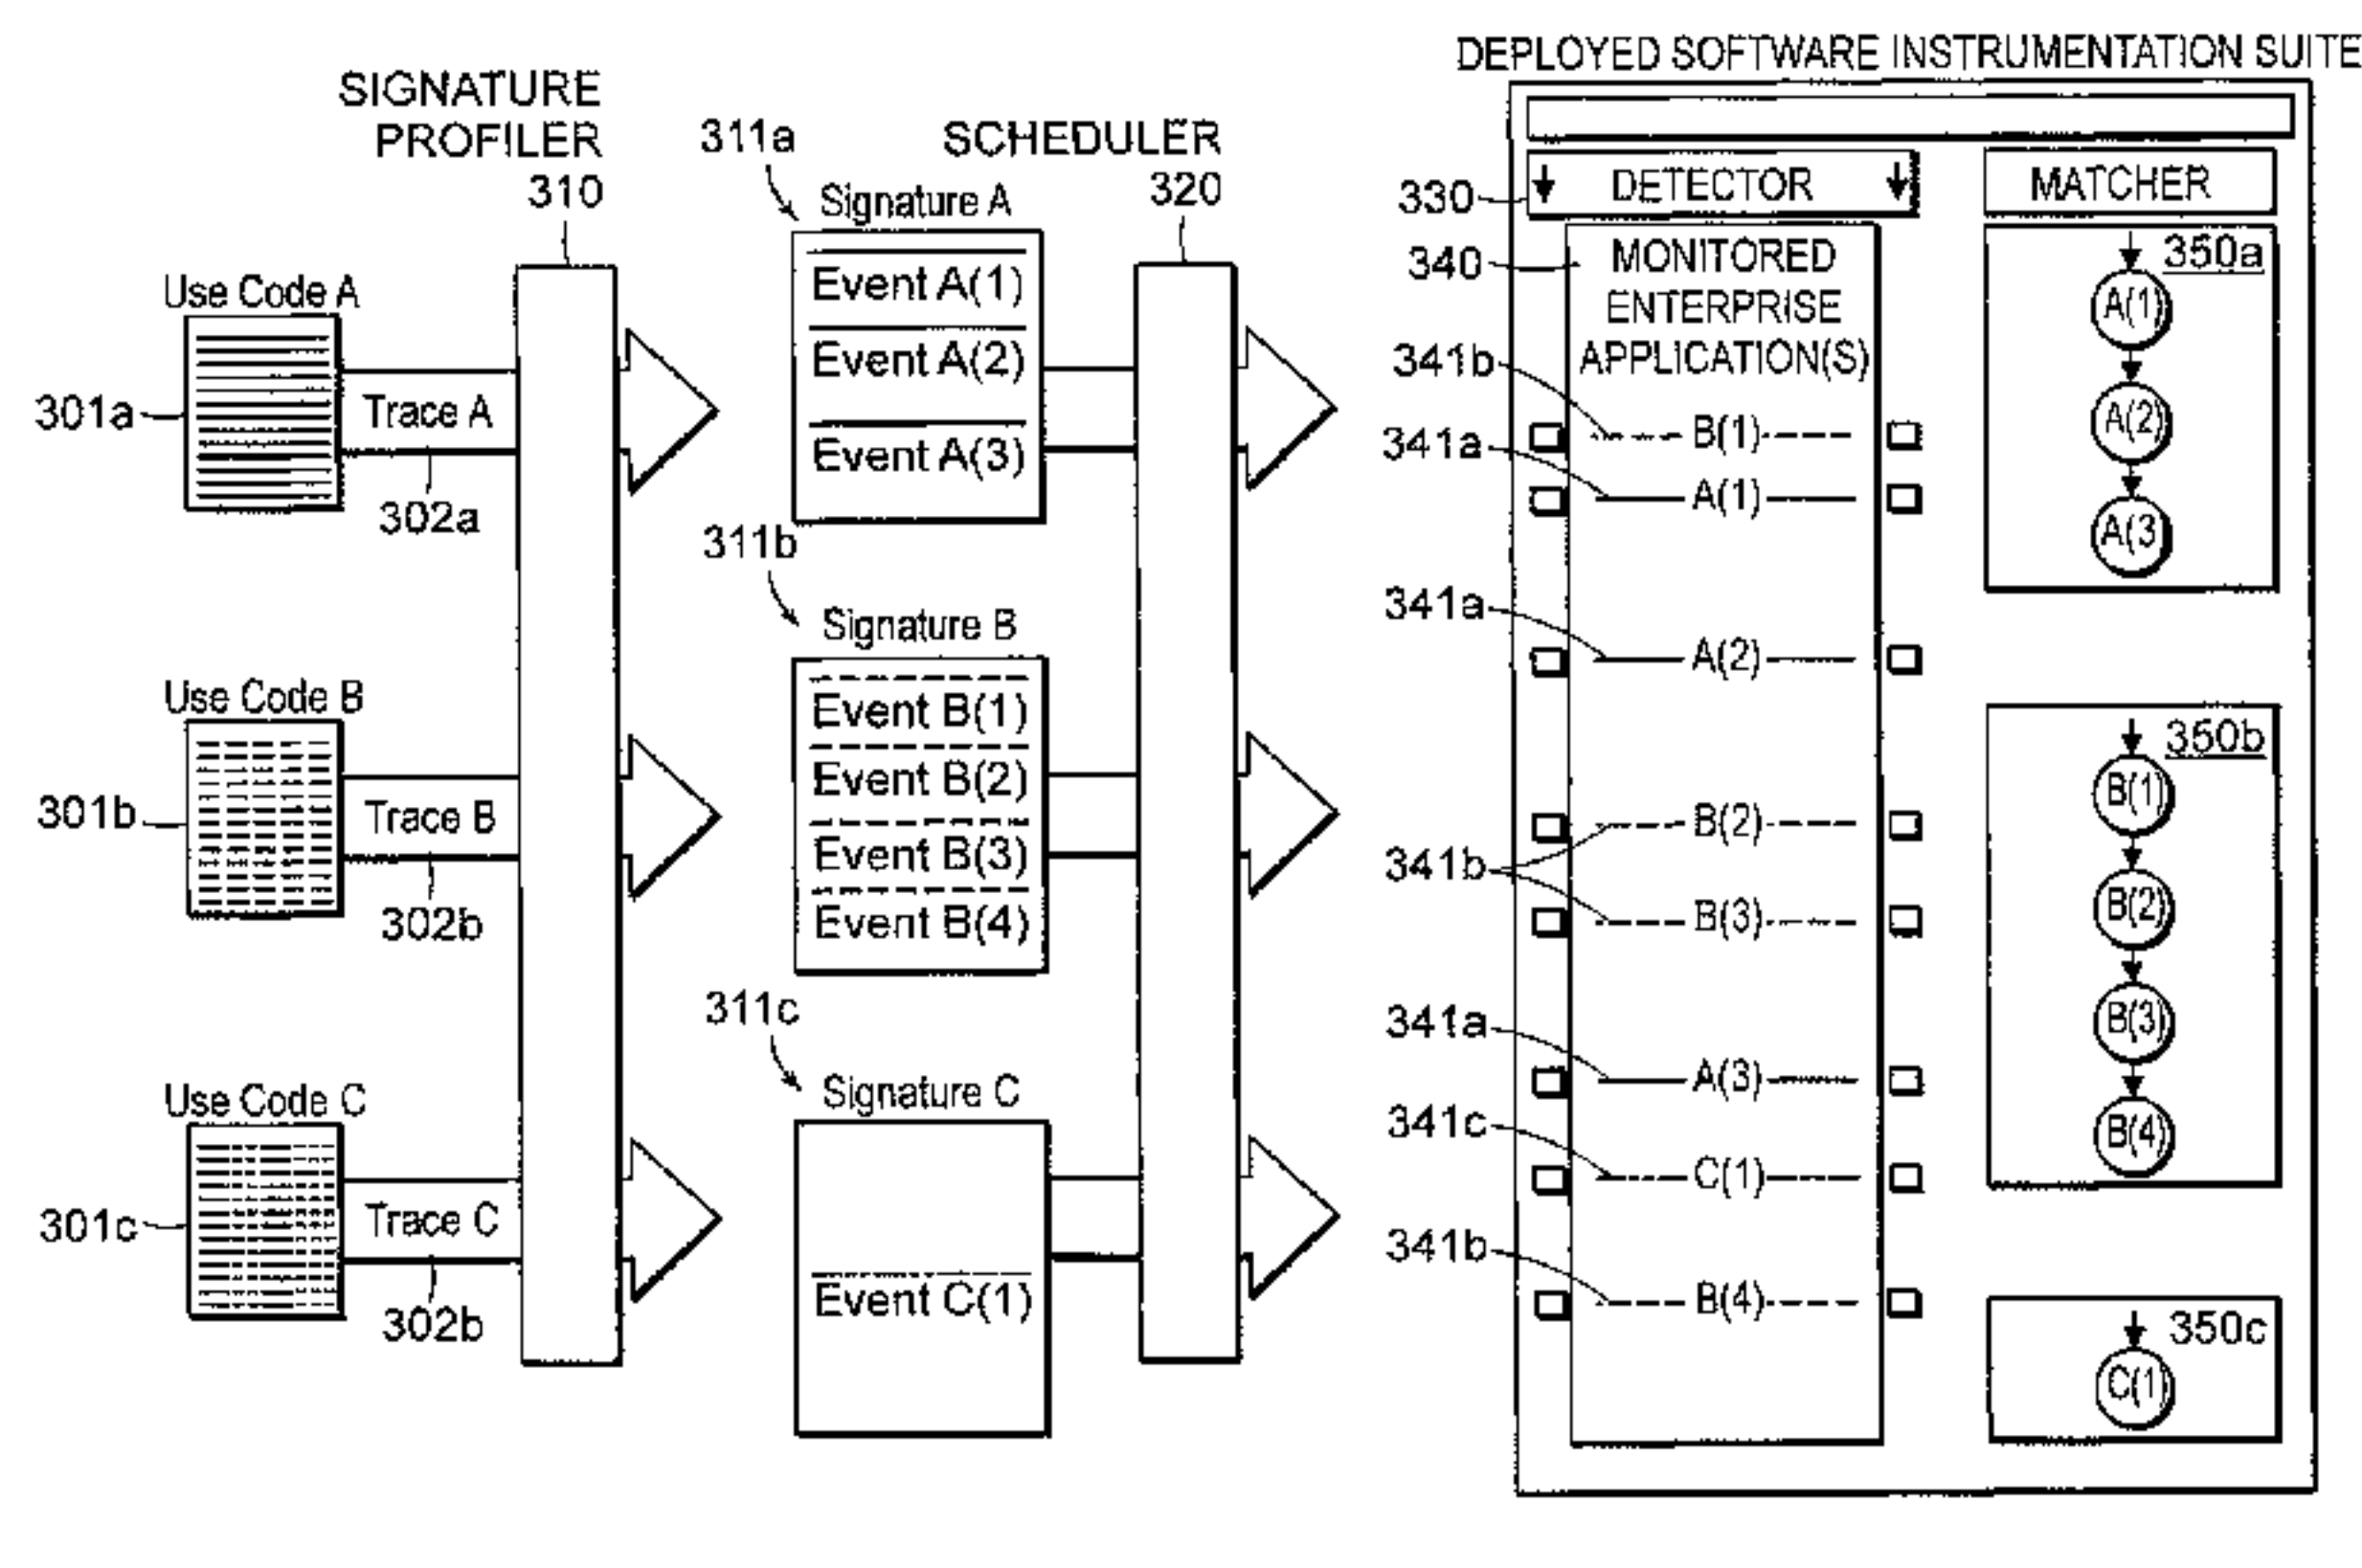 DEPLOYED SOFTWARE INSTRUMENTATION SUITE
SIGNATURE
PROFILER
310
311a
SCHEDULER
320
Signature A
Event A(1)
Event A(2)
Event A(3)
Use Code A
301a
Trace A
302a
311b
Signature B
Event B(1)
Event B(2)
Event B(3)
Event B(4)
Use Code B
301b
Trace B
302b
311c
Signature C
Event C(1)
Use Code C
301c
Trace C
302b
330
DETECTOR
340
MONITORED
ENTERPRISE
APPLICATION(S)
341b
B(1)
341a
A(1)
341a
A(2)
B(2)
341b
B(3)
341a
A(3)
341c
C(1)
341b
B(4)
MATCHER
350a
A(1)
A(2)
A(3
350b
B(1)
B(2)
B(3)
B(4)
350c
C(1)